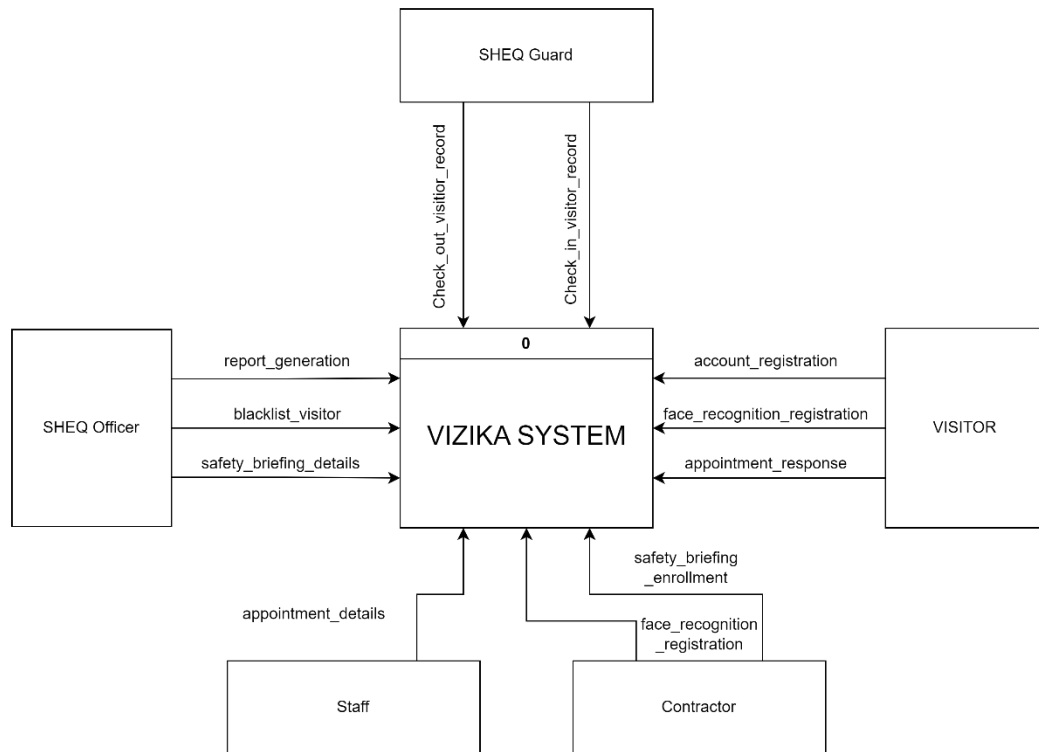 SHEQ Guard
Check_out_visitior_record
Check_in_visitor_record
0
VIZIKA SYSTEM
SHEQ Officer
report_generation
blacklist_visitor
safety_briefing_details
account_registration
face_recognition_registration
appointment_response
VISITOR
appointment_details
safety_briefing
_enrollment
face_recognition
_registration
Staff
Contractor